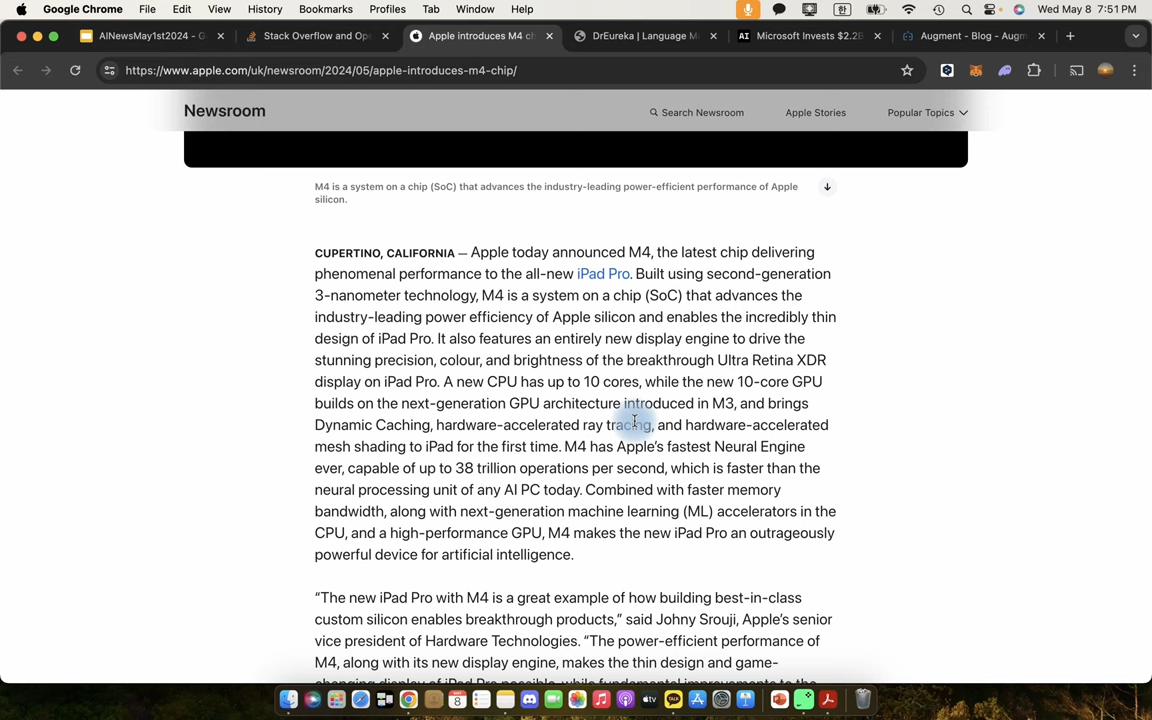 Google Chrome File Edit View History Bookmarks Profiles Tab Window Help 한 Wed May 8 7:51 PM
AINewsMay1st2024 - G Stack Overflow and Op Apple introduces M4 ch DrEureka | Language M Microsoft Invests $2.2B Augment - Blog - Augm
https://www.apple.com/uk/newsroom/2024/05/apple-introduces-m4-chip/
Newsroom Search Newsroom Apple Stories Popular Topics
M4 is a system on a chip (SoC) that advances the industry-leading power-efficient performance of Apple
silicon.
CUPERTINO, CALIFORNIA — Apple today announced M4, the latest chip delivering
phenomenal performance to the all-new iPad Pro. Built using second-generation
3-nanometer technology, M4 is a system on a chip (SoC) that advances the
industry-leading power efficiency of Apple silicon and enables the incredibly thin
design of iPad Pro. It also features an entirely new display engine to drive the
stunning precision, colour, and brightness of the breakthrough Ultra Retina XDR
display on iPad Pro. A new CPU has up to 10 cores, while the new 10-core GPU
builds on the next-generation GPU architecture introduced in M3, and brings
Dynamic Caching, hardware-accelerated ray tracing, and hardware-accelerated
mesh shading to iPad for the first time. M4 has Apple's fastest Neural Engine
ever, capable of up to 38 trillion operations per second, which is faster than the
neural processing unit of any AI PC today. Combined with faster memory
bandwidth, along with next-generation machine learning (ML) accelerators in the
CPU, and a high-performance GPU, M4 makes the new iPad Pro an outrageously
powerful device for artificial intelligence.
“The new iPad Pro with M4 is a great example of how building best-in-class
custom silicon enables breakthrough products,” said Johny Srouji, Apple's senior
vice president of Hardware Technologies. “The power-efficient performance of
M4, along with its new display engine, makes the thin design and game-
changing display of iPad Pro possible, while fundamental improvements to the